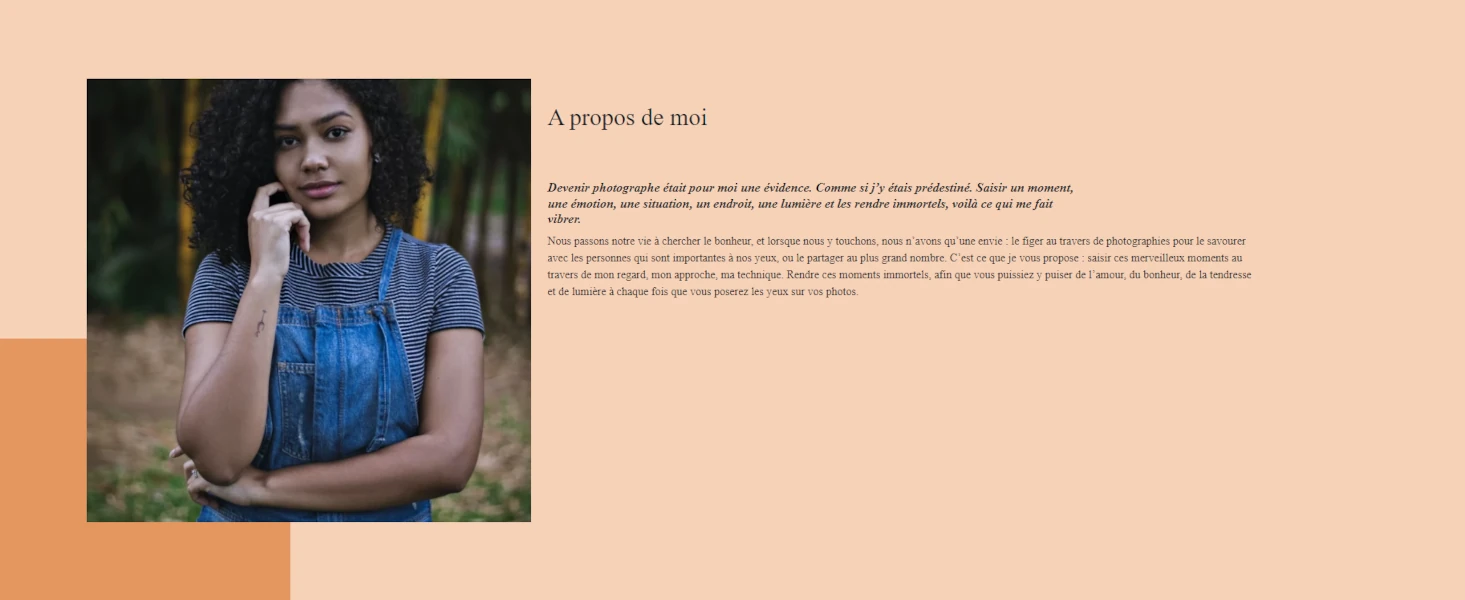 A propos de moi
Devenir photographe était pour moi une évidence. Comme si j’y étais prédestiné. Saisir un moment,
une émotion, une situation, un endroit, une lumière et les rendre immortels, voilà ce qui me fait
vibrer.
Nous passons notre vie à chercher le bonheur, et lorsque nous y touchons, nous n’avons qu’une envie : le figer au travers de photographies pour le savourer
avec les personnes qui sont importantes à nos yeux, ou le partager au plus grand nombre. C’est ce que je vous propose : saisir ces merveilleux moments au
travers de mon regard, mon approche, ma technique. Rendre ces moments immortels, afin que vous puissiez y puiser de l’amour, du bonheur, de la tendresse
et de lumière à chaque fois que vous poserez les yeux sur vos photos.